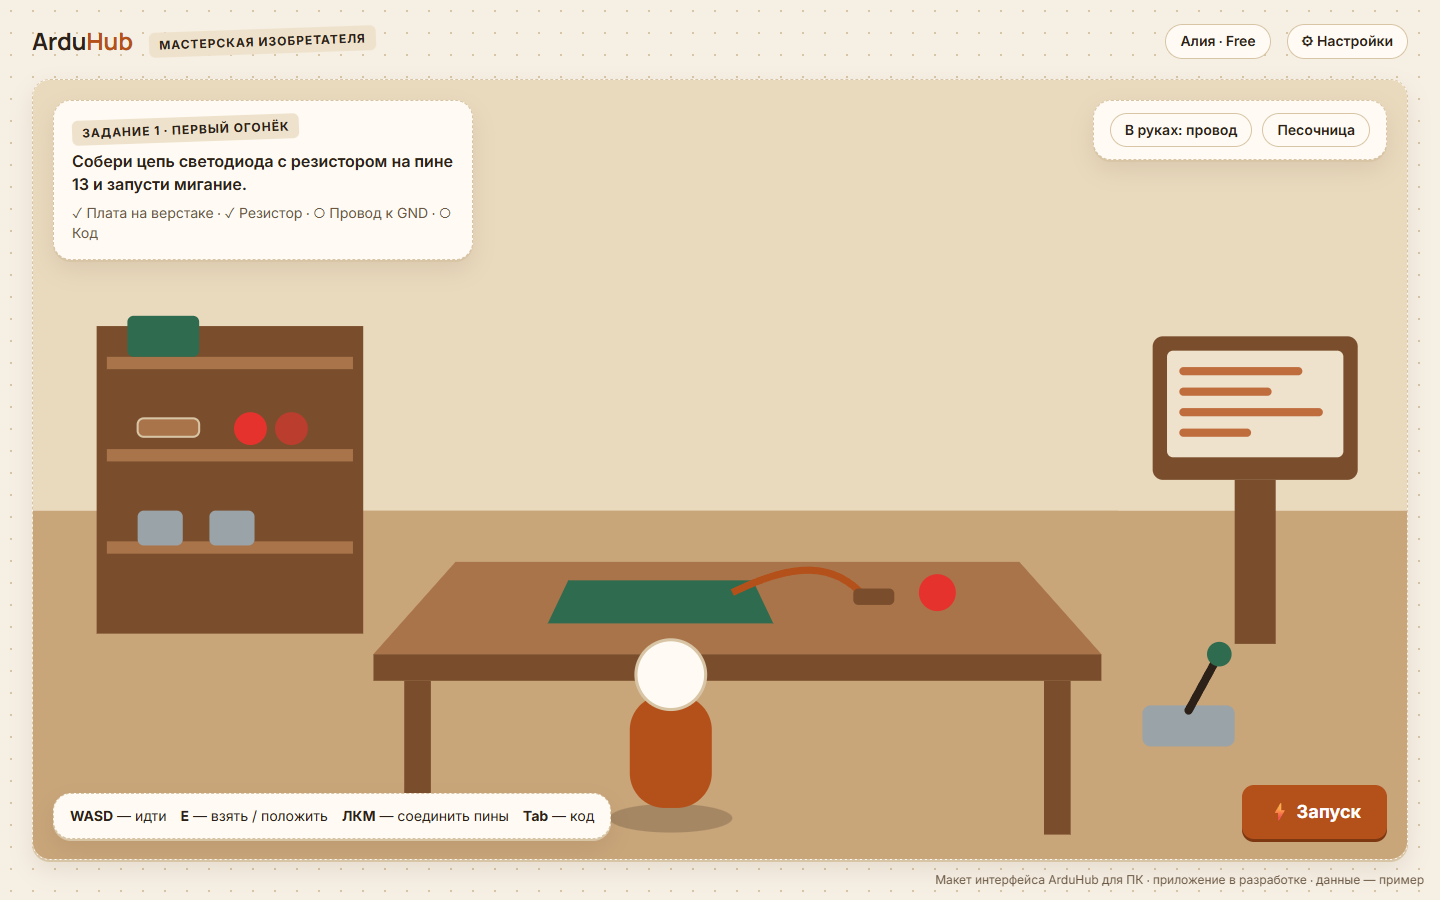 ArduHub
МАСТЕРСКАЯ ИЗОБРЕТАТЕЛЯ
Алия · Free
⚙ Настройки
ЗАДАНИЕ 1 · ПЕРВЫЙ ОГОНЁК
Собери цепь светодиода с резистором на пине
13 и запусти мигание.
✓ Плата на верстаке · ✓ Резистор · ○ Провод к GND · ○
Код
В руках: провод
Песочница
WASD — идти E — взять / положить ЛКМ — соединить пины Tab — код
⚡ Запуск
Макет интерфейса ArduHub для ПК · приложение в разработке · данные — пример